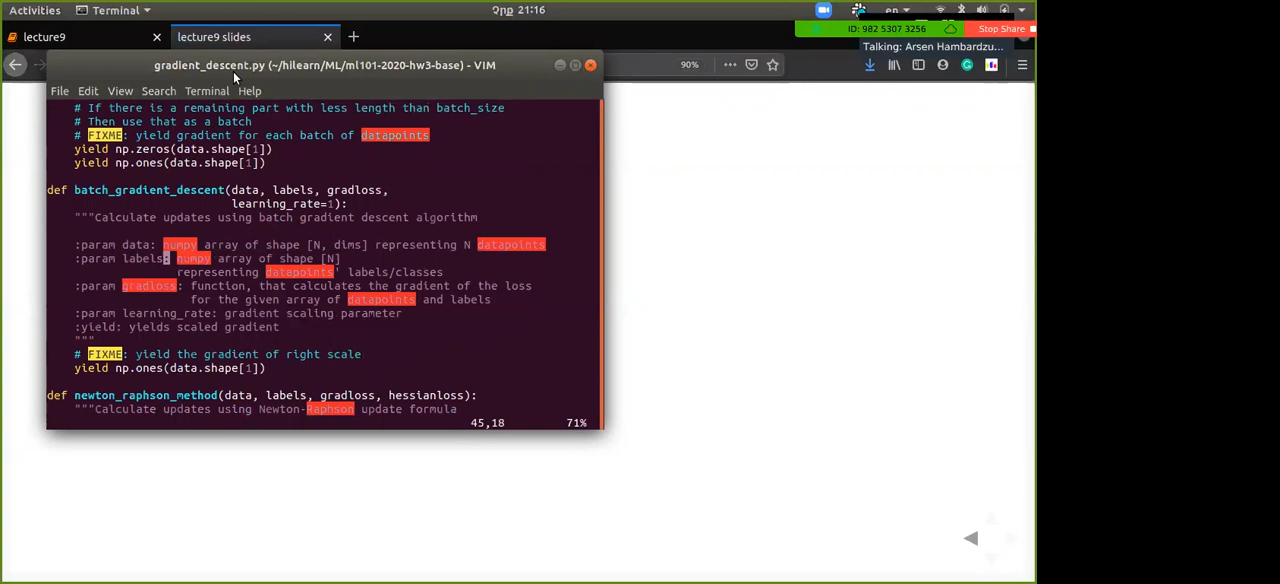 Activities Terminal Չրք 21:16 en
lecture9 lecture9 slides ID: 982 5307 3256 Stop Share
Talking: Arsen Hambardzu...
gradient_descent.py (~/hilearn/ML/ml101-2020-hw3-base) - VIM 90%
File Edit View Search Terminal Help
# If there is a remaining part with less length than batch_size
# Then use that as a batch
# FIXME: yield gradient for each batch of datapoints
yield np.zeros(data.shape[1])
yield np.ones(data.shape[1])
def batch_gradient_descent(data, labels, gradloss,
learning_rate=1):
"""Calculate updates using batch gradient descent algorithm
:param data: numpy array of shape [N, dims] representing N datapoints
:param labels: numpy array of shape [N]
representing datapoints' labels/classes
:param gradloss: function, that calculates the gradient of the loss
for the given array of datapoints and labels
:param learning_rate: gradient scaling parameter
:yield: yields scaled gradient
"""
# FIXME: yield the gradient of right scale
yield np.ones(data.shape[1])
def newton_raphson_method(data, labels, gradloss, hessianloss):
"""Calculate updates using Newton-Raphson update formula
45,18 71%